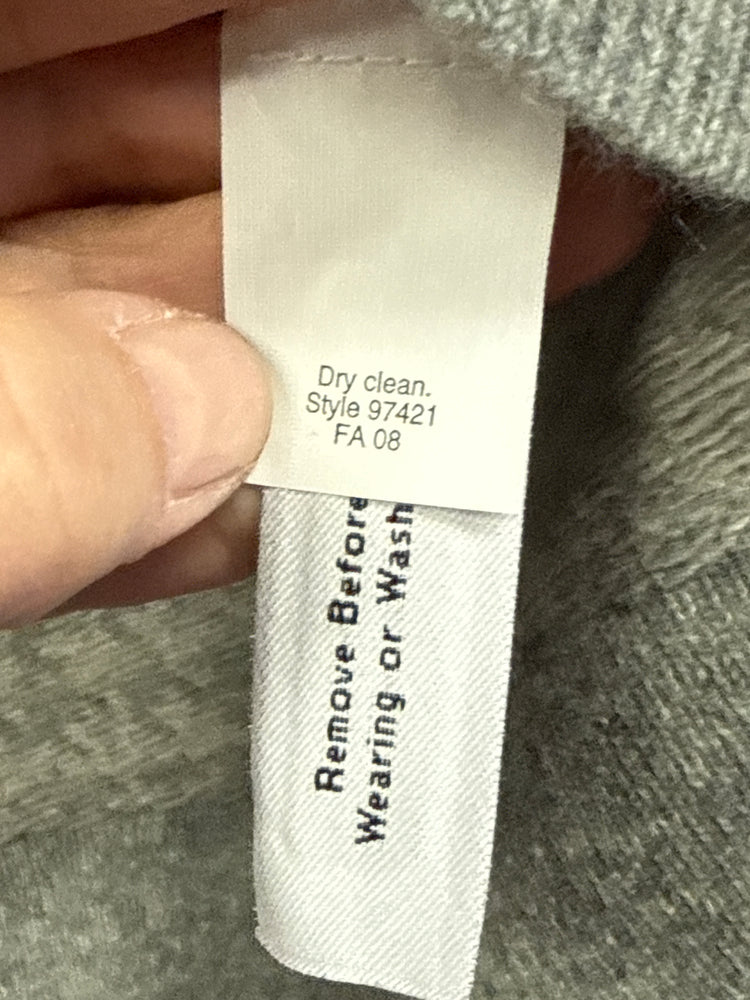 Dry clean.
Style 97421
FA 08
Remove Before
Wearing or Wash